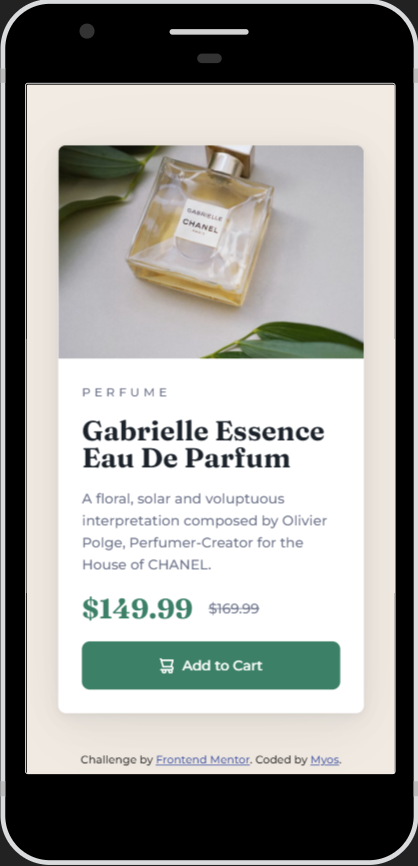 GABRIELLE
CHANEL
PARIS
PERFUME
Gabrielle Essence
Eau De Parfum
A floral, solar and voluptuous
interpretation composed by Olivier
Polge, Perfumer-Creator for the
House of CHANEL.
$149.99 $169.99
Add to Cart
Challenge by Frontend Mentor. Coded by Myos.